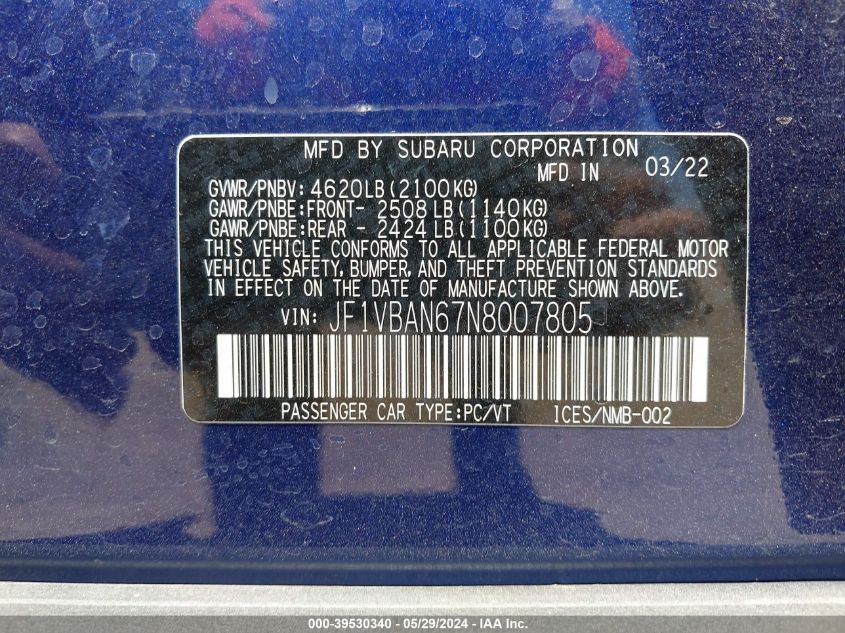 MFD BY SUBARU CORPORATION
MFD IN 03/22
GVWR/PNBV: 4620LB (2100KG)
GAWR/PNBE:FRONT- 2508 LB (1140KG)
GAWR/PNBE:REAR - 2424 LB (1100KG)
THIS VEHICLE CONFORMS TO ALL APPLICABLE FEDERAL MOTOR
VEHICLE SAFETY, BUMPER, AND THEFT PREVENTION STANDARDS
IN EFFECT ON THE DATE OF MANUFACTURE SHOWN ABOVE.
VIN: JF1VBAN67N8007805
PASSENGER CAR TYPE:PC/VT ICES/NMB-002
000-39530340 - 05/29/2024 - IAA, Inc.